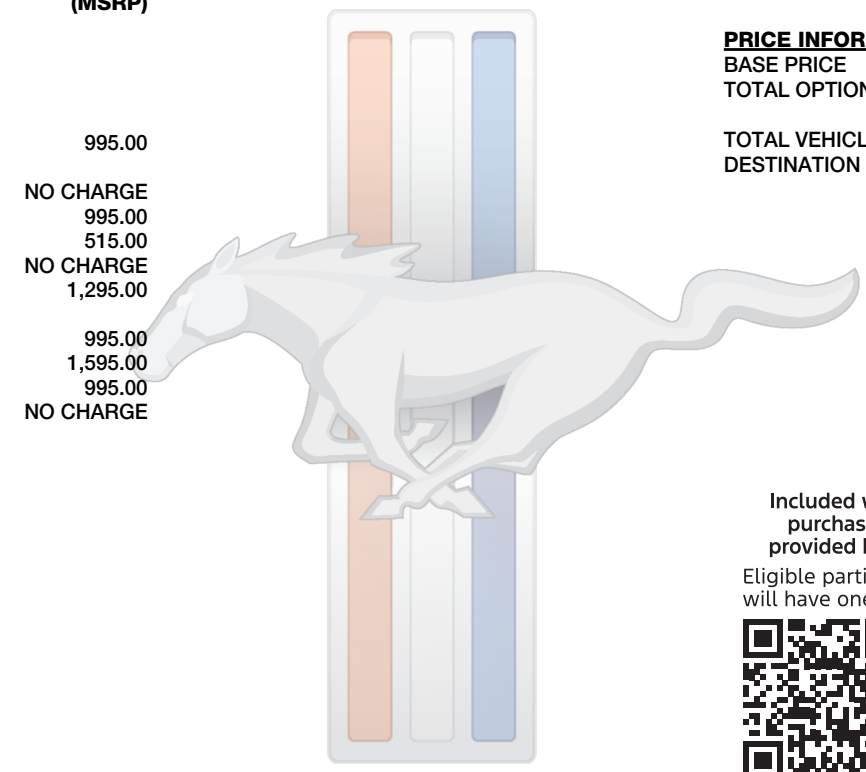 (MSRP)
995.00
NO CHARGE
995.00
515.00
NO CHARGE
1,295.00
995.00
1,595.00
995.00
NO CHARGE
PRICE INFOR
BASE PRICE
TOTAL OPTION
TOTAL VEHICL
DESTINATION
Included w
purchas
provided b
Eligible parti
will have one